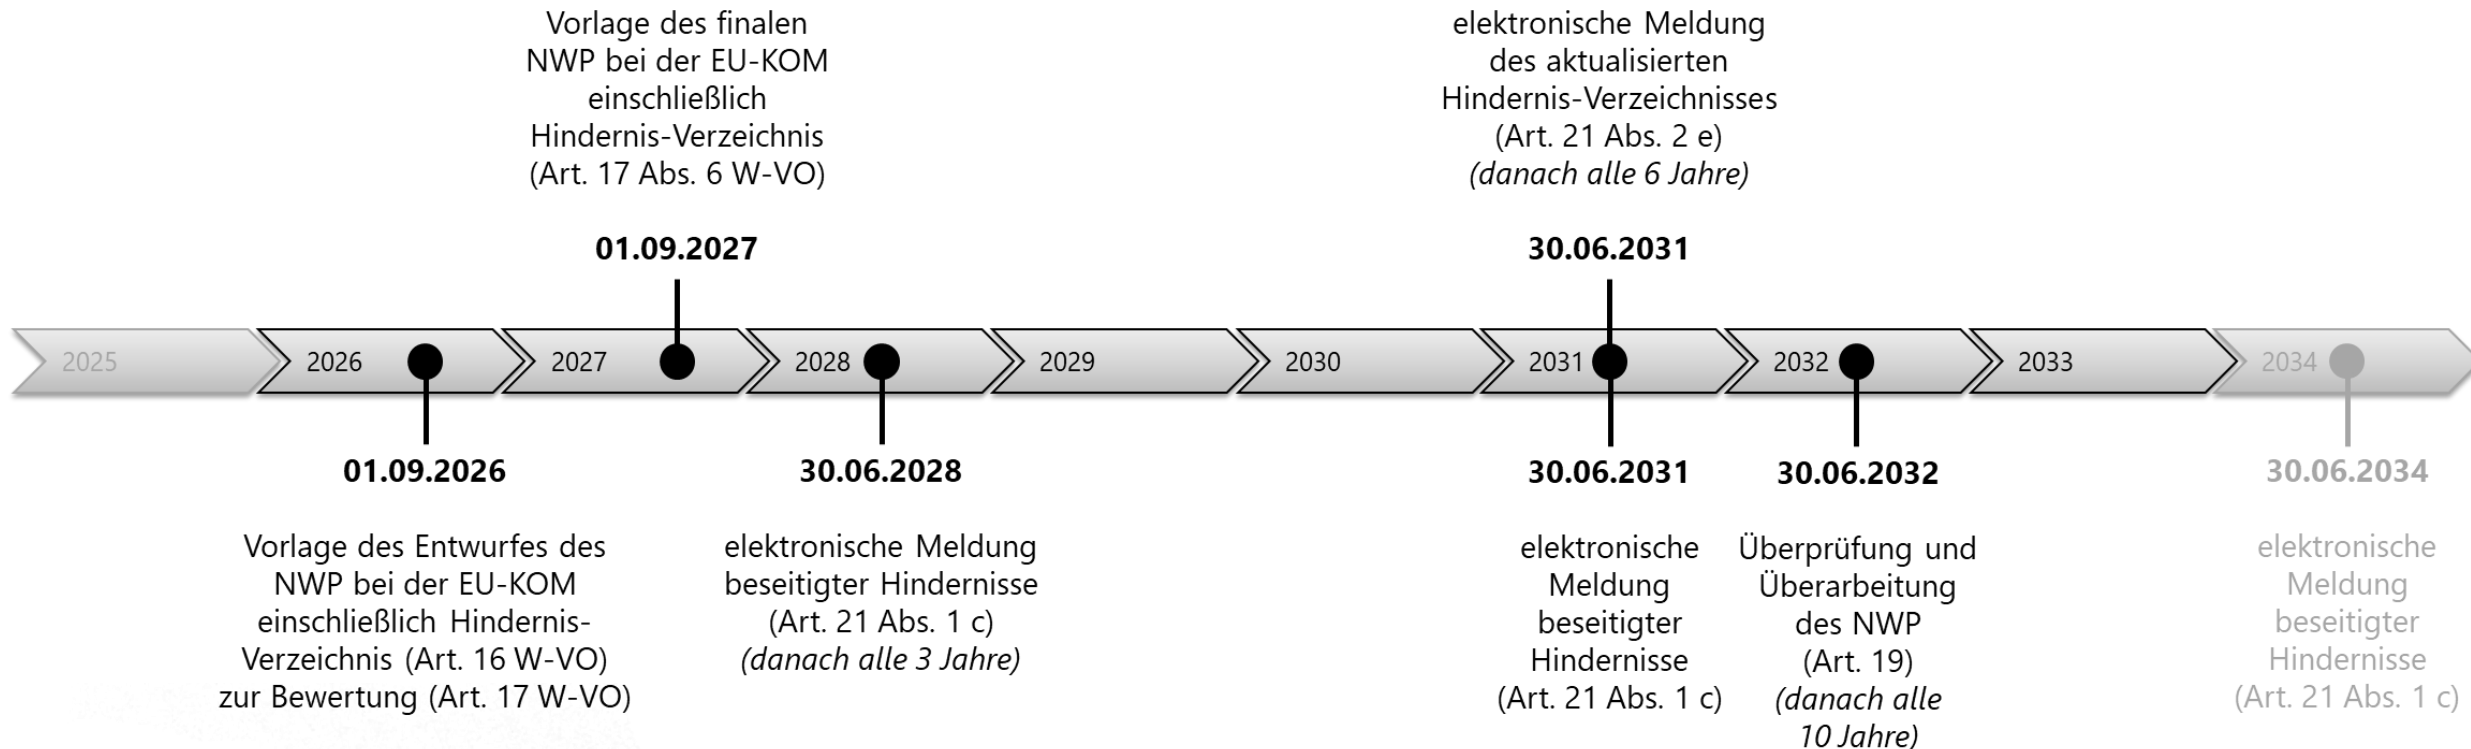 Vorlage des finalen
NWP bei der EU-KOM
einschließlich
Hindernis-Verzeichnis
(Art. 17 Abs. 6 W-VO)
01.09.2027
elektronische Meldung
des aktualisierten
Hindernis-Verzeichnisses
(Art. 21 Abs. 2 e)
(danach alle 6 Jahre)
30.06.2031
2025
2026
2027
2028
2029
2030
2031
2032
2033
2034
01.09.2026
Vorlage des Entwurfes des
NWP bei der EU-KOM
einschließlich Hindernis-
Verzeichnis (Art. 16 W-VO)
zur Bewertung (Art. 17 W-VO)
30.06.2028
elektronische Meldung
beseitigter Hindernisse
(Art. 21 Abs. 1 c)
(danach alle 3 Jahre)
30.06.2031
elektronische
Meldung
beseitigter
Hindernisse
(Art. 21 Abs. 1 c)
30.06.2032
Überprüfung und
Überarbeitung
des NWP
(Art. 19)
(danach alle
10 Jahre)
30.06.2034
elektronische
Meldung
beseitigter
Hindernisse
(Art. 21 Abs. 1 c)